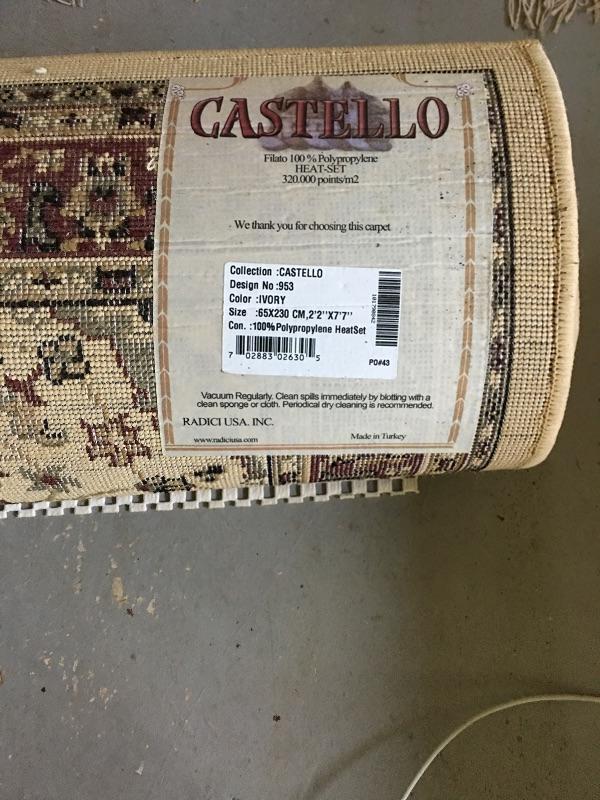 CASTELLO
Filato 100 % Polypropylene
HEAT-SET
320.000 points/m2
We thank you for choosing this carpet
Collection :CASTELLO
Design No :953
Color :IVORY
Size :65X230 CM,2'2''X7'7''
Con. :100%Polypropylene HeatSet
7 02883 02630 5
PO#43
Vacuum Regularly. Clean spills immediately by blotting with a
clean sponge or cloth. Periodical dry cleaning is recommended.
RADICI USA. INC.
www.radiciusa.com Made in Turkey